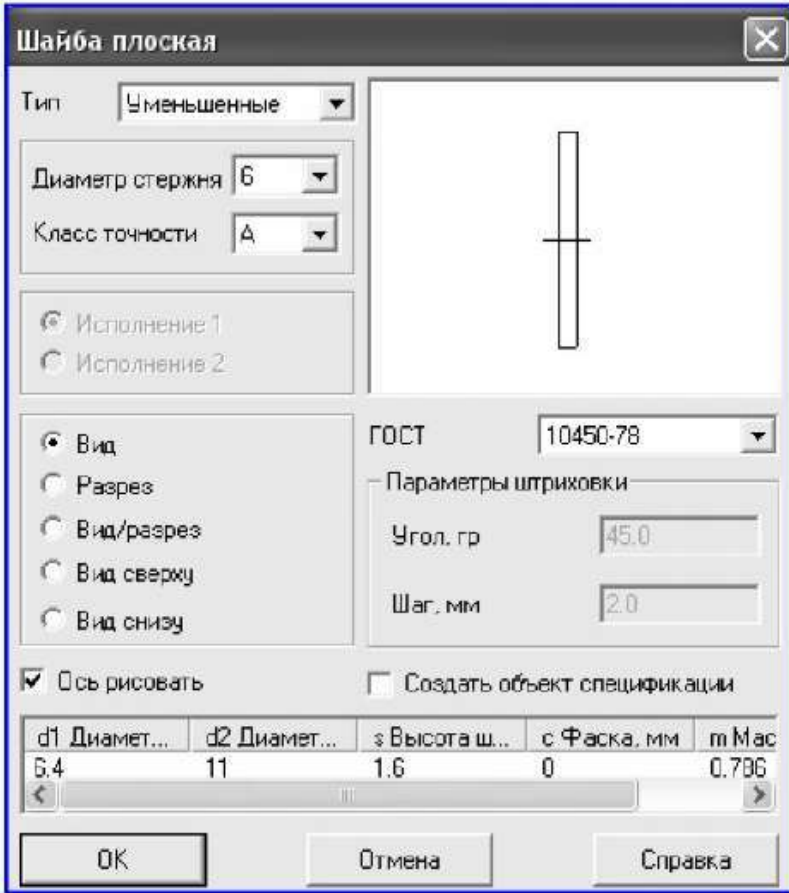 Шайба плоская
Тип Уменьшенные
Диаметр стержня 6
Класс точности А
Исполнение 1
Исполнение 2
Вид
Разрез
Вид/разрез
Вид сверху
Вид снизу
ГОСТ 10450-78
Параметры штриховки
Угол, гр 45.0
Шаг, мм 2.0
Ось рисовать
Создать объект спецификации
d1 Диамет... d2 Диамет... s Высота ш... с Фаска, мм m Мас
6.4 11 1.6 0 0.786
OK Отмена Справка